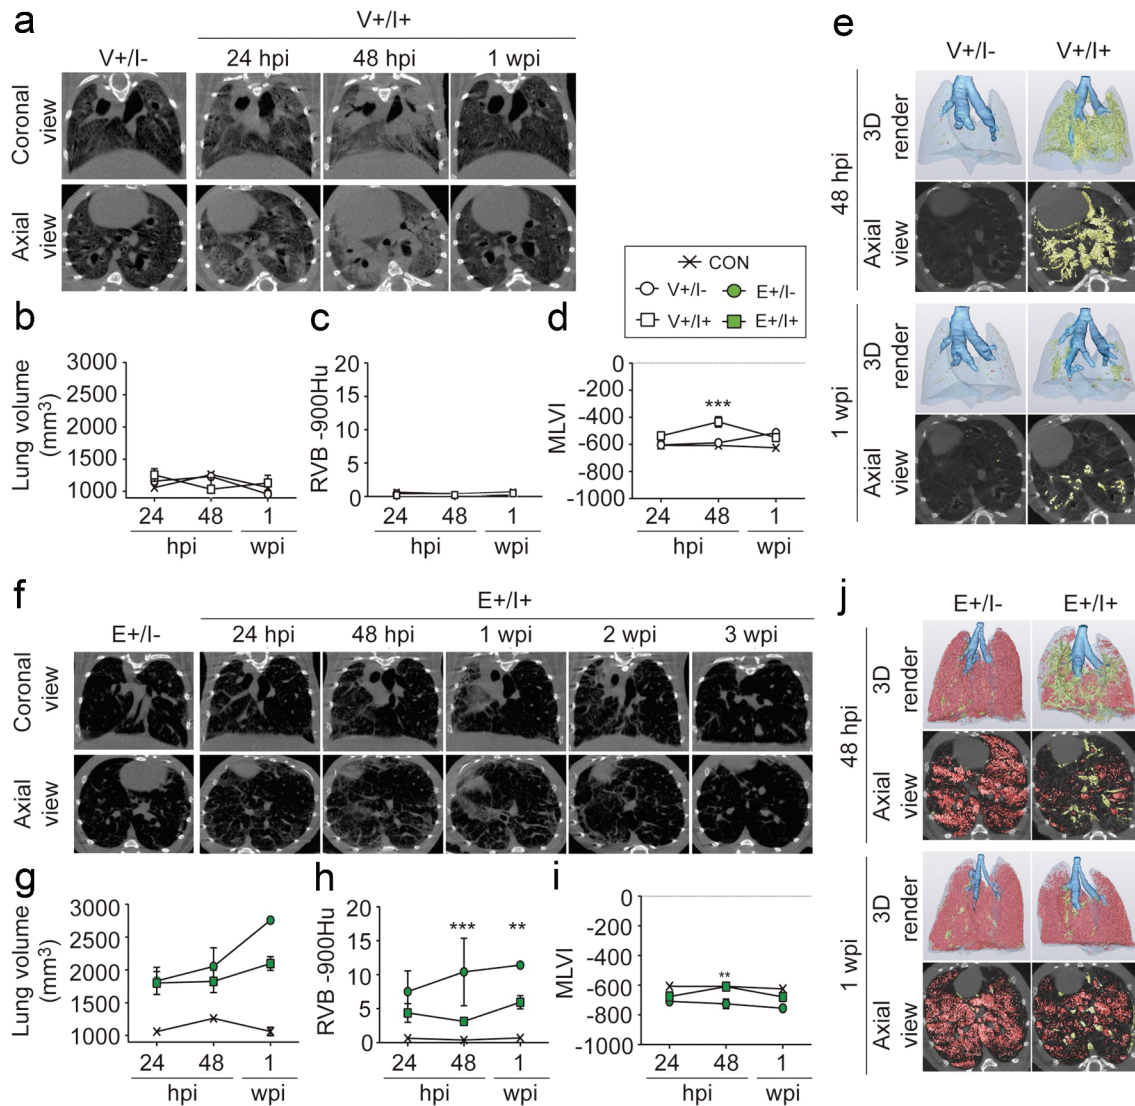 a
V+/I+
V+/I-
24 hpi
48 hpi
1 wpi
Coronal
view
Axial
view
CON
V+/I-
E+/I-
V+/I+
E+/I+
b
Lung volume
(mm3)
3000
2500
2000
1500
1000
24
48
1
hpi
wpi
c
RVB -900Hu
20
15
10
5
0
24
48
1
hpi
wpi
d
MLVI
0
-200
-400
-600
-800
-1000
***
24
48
1
hpi
wpi
e
V+/I-
V+/I+
48 hpi
3D
render
Axial
view
1 wpi
3D
render
Axial
view
f
E+/I+
E+/I-
24 hpi
48 hpi
1 wpi
2 wpi
3 wpi
Coronal
view
Axial
view
g
Lung volume
(mm3)
3000
2500
2000
1500
1000
24
48
1
hpi
wpi
h
RVB -900Hu
20
15
10
5
0
***
**
24
48
1
hpi
wpi
i
MLVI
0
-200
-400
-600
-800
-1000
**
24
48
1
hpi
wpi
j
E+/I-
E+/I+
48 hpi
3D
render
Axial
view
1 wpi
3D
render
Axial
view